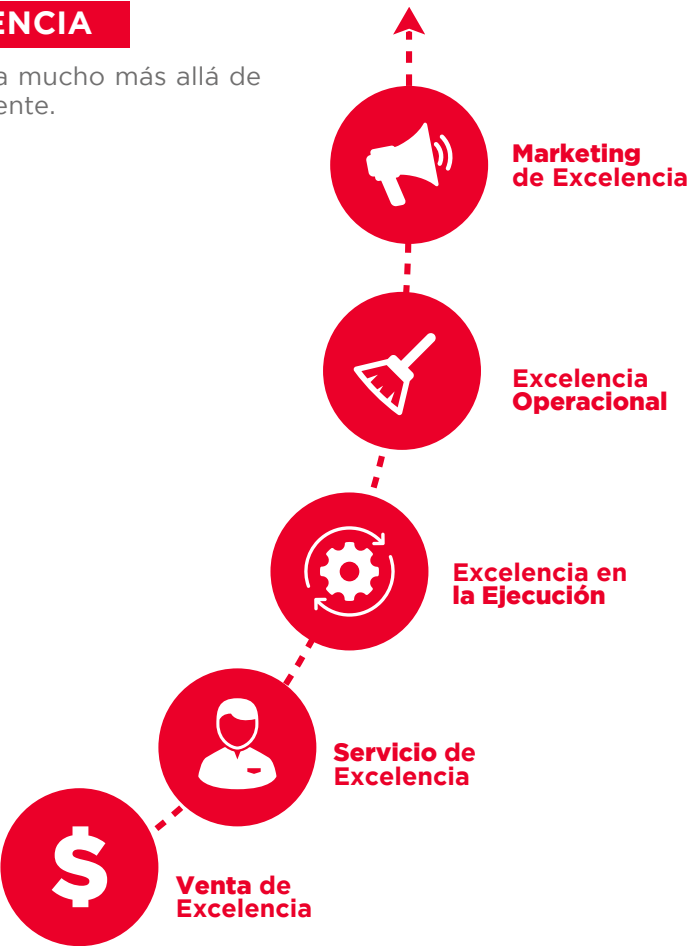 ENCIA
a mucho más allá de
ente.
Marketing
de Excelencia
Excelencia
Operacional
Excelencia en
la Ejecución
Servicio de
Excelencia
$
Venta de
Excelencia